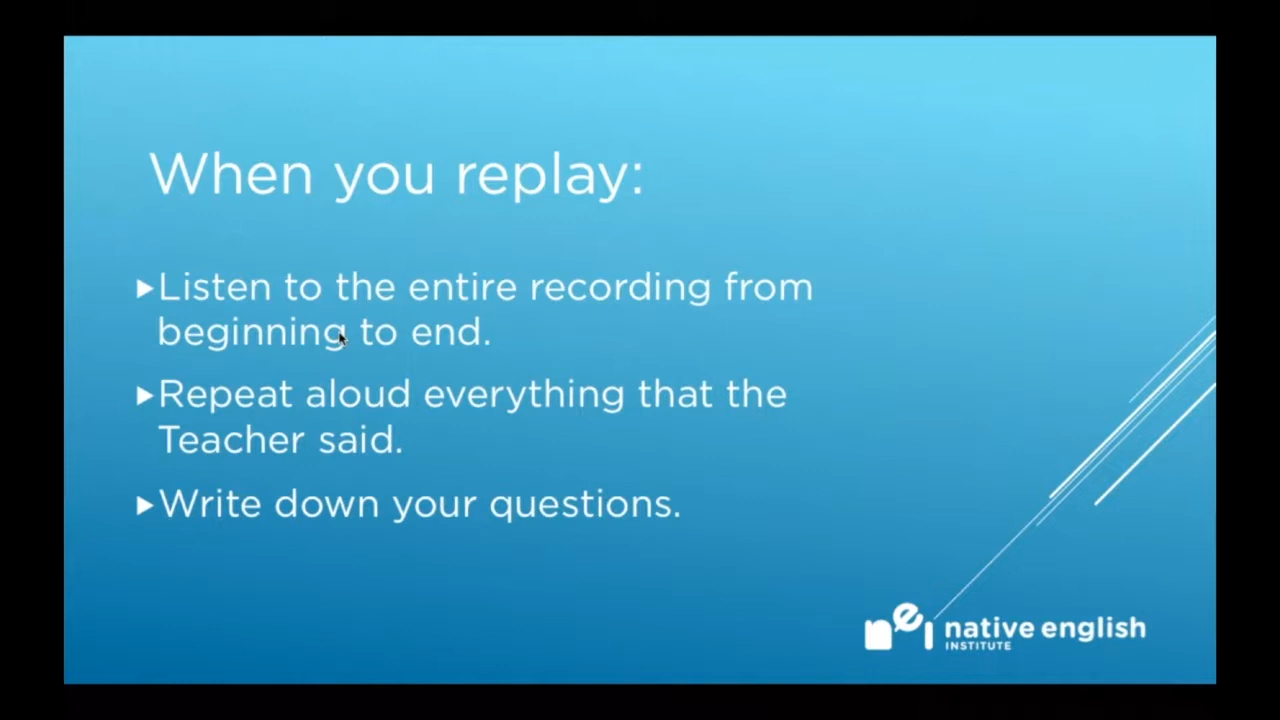 When you replay:
Listen to the entire recording from
beginning to end.
Repeat aloud everything that the
Teacher said.
Write down your questions.
nei
native english
INSTITUTE